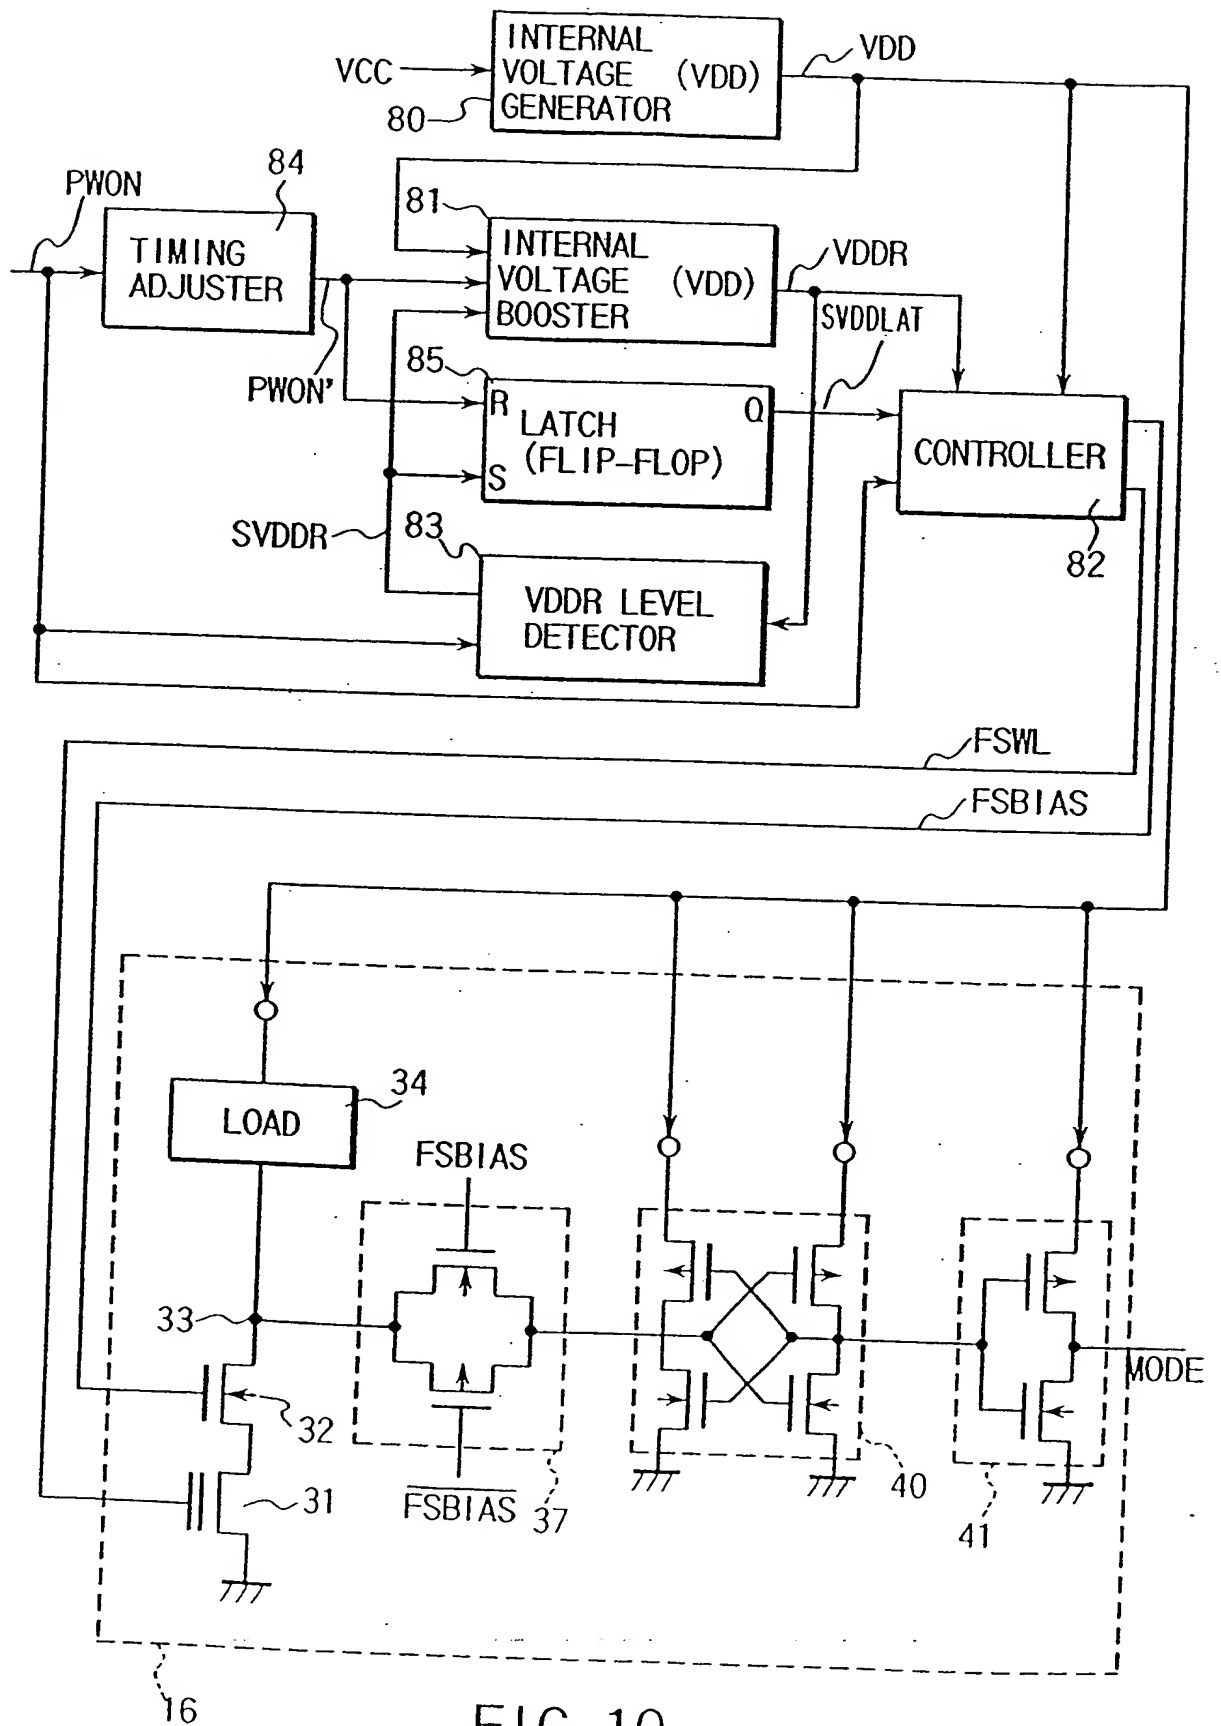 INTERNAL
VOLTAGE (VDD)
GENERATOR
VCC
80
VDD
84
PWON
TIMING
ADJUSTER
PWON'
81
INTERNAL
VOLTAGE (VDD)
BOOSTER
VDDR
SVDDLAT
85
R
LATCH
(FLIP-FLOP)
S
Q
CONTROLLER
82
SVDDR
83
VDDR LEVEL
DETECTOR
FSWL
FSBIAS
LOAD
34
FSBIAS
33
32
31
FSBIAS
37
40
41
MODE
16
FIG. 10